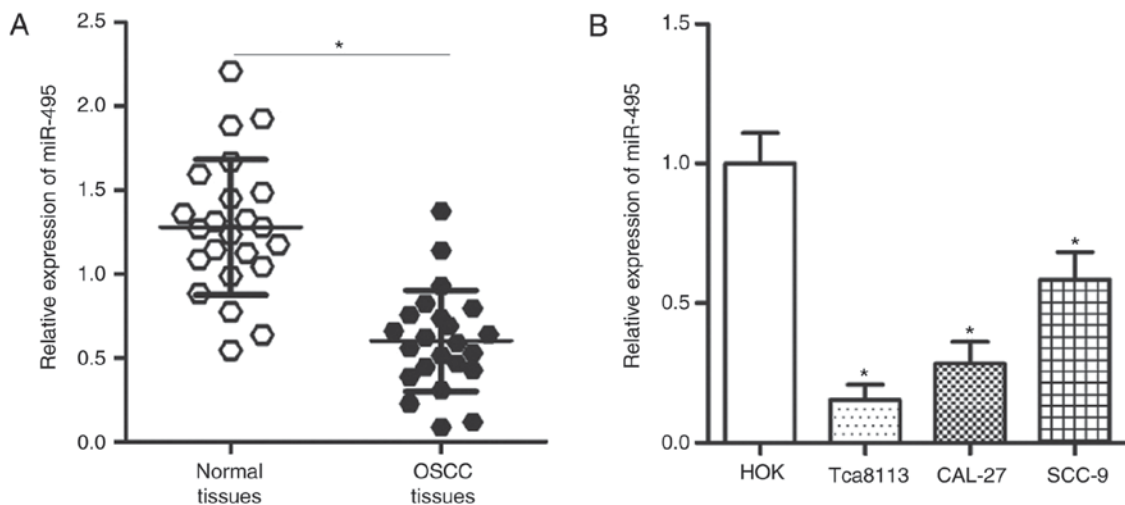 A
Relative expression of miR-495
2.5
2.0
1.5
1.0
0.5
0.0
*
Normal
tissues
OSCC
tissues
B
Relative expression of miR-495
1.5
1.0
0.5
0.0
*
*
*
HOK
Tca8113
CAL-27
SCC-9